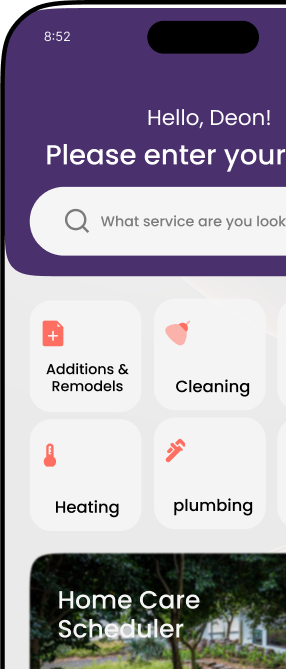 8:52
Hello, Deon!
Please enter your
What service are you look
Additions &
Remodels
Cleaning
Heating
plumbing
Home Care
Scheduler